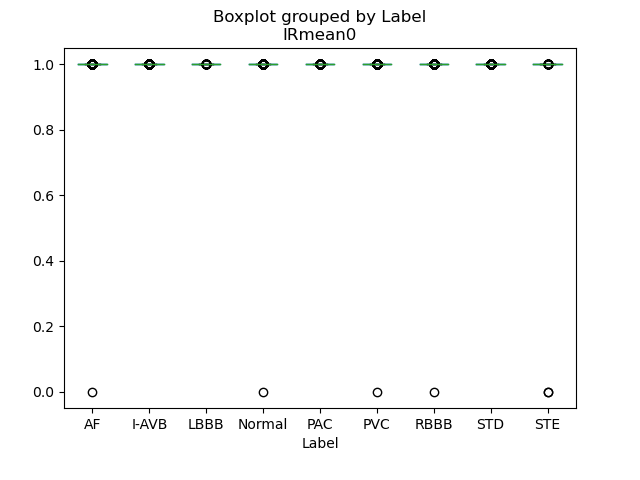 Boxplot grouped by Label
IRmean0
1.0
0.8
0.6
0.4
0.2
0.0
AF I-AVB LBBB Normal PAC PVC RBBB STD STE
Label